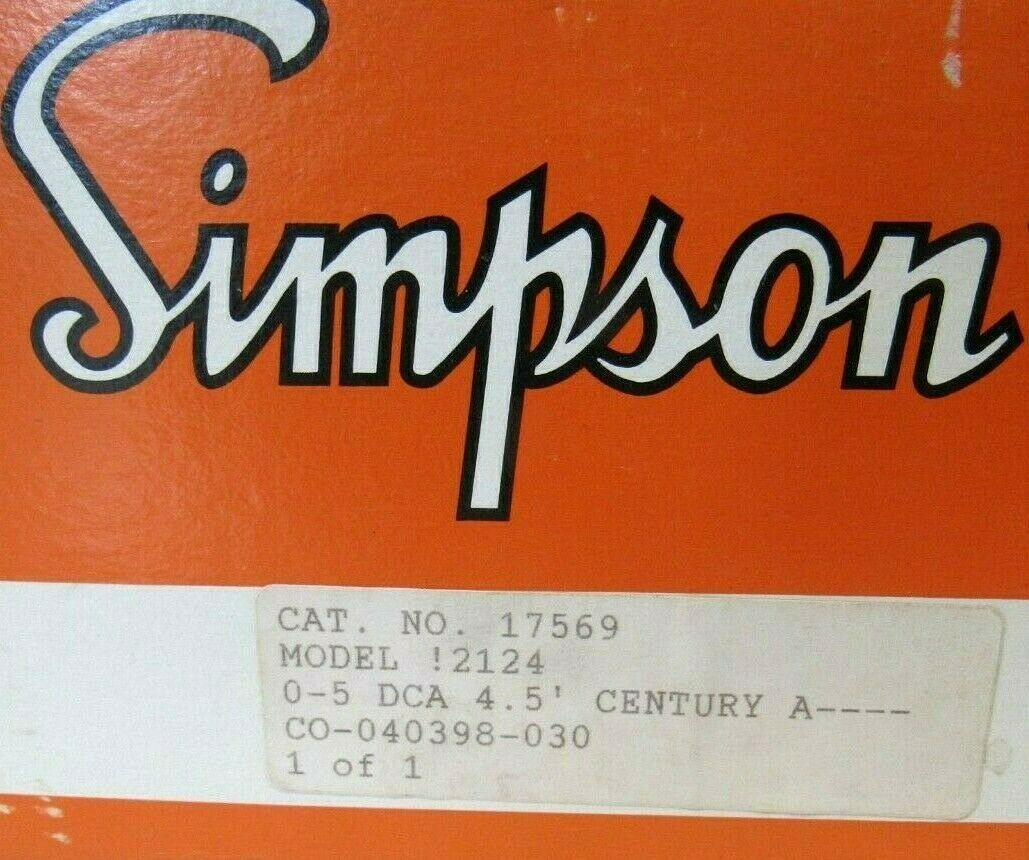 Simpson
CAT. NO. 17569
MODEL !2124
0-5 DCA 4.5' CENTURY A----
CO-040398-030
1 of 1